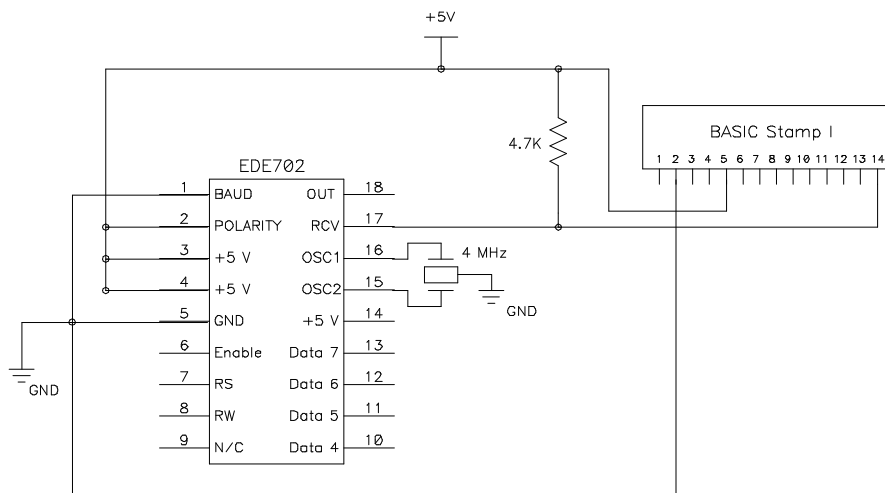 +5V
BASIC Stamp I
1 2 3 4 5 6 7 8 9 10 11 12 13 14
4.7K
EDE702
1 BAUD OUT 18
2 POLARITY RCV 17
3 +5 V OSC1 16
4 +5 V OSC2 15
5 GND +5 V 14
6 Enable Data 7 13
7 RS Data 6 12
8 RW Data 5 11
9 N/C Data 4 10
4 MHz
GND
GND